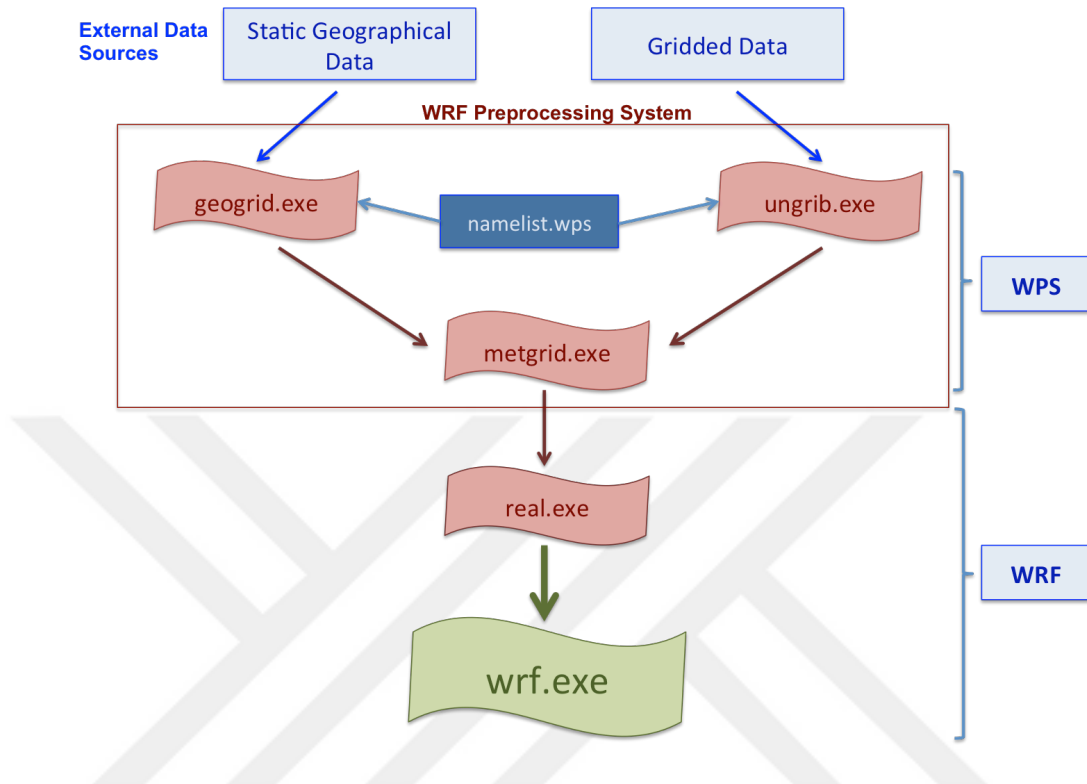 External Data
Sources
Static Geographical
Data
Gridded Data
WRF Preprocessing System
geogrid.exe
namelist.wps
ungrib.exe
WPS
metgrid.exe
real.exe
WRF
wrf.exe